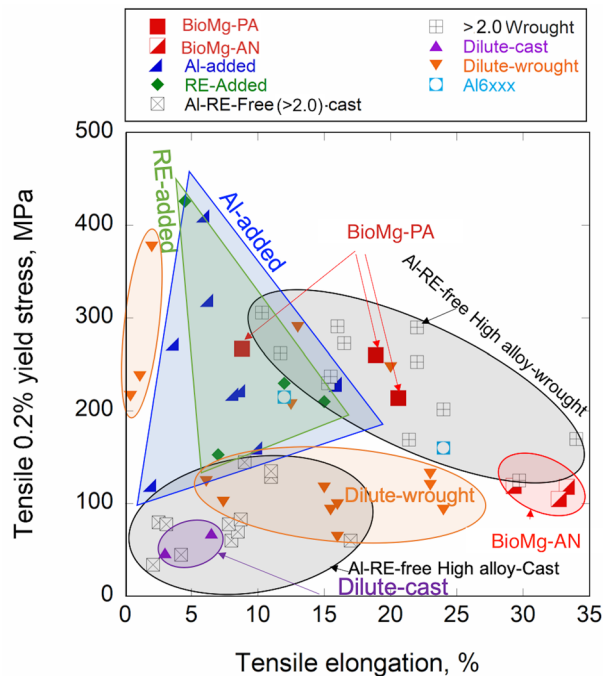 BioMg-PA
BioMg-AN
Al-added
RE-Added
Al-RE-Free(>2.0)-cast
>2.0 Wrought
Dilute-cast
Dilute-wrought
Al6xxx
500
400
300
200
100
0
Tensile 0.2% yield stress, MPa
RE-added
Al-added
BioMg-PA
Al-RE-free High alloy-wrought
Dilute-wrought
BioMg-AN
Al-RE-free High alloy-Cast
Dilute-cast
0 5 10 15 20 25 30 35
Tensile elongation, %